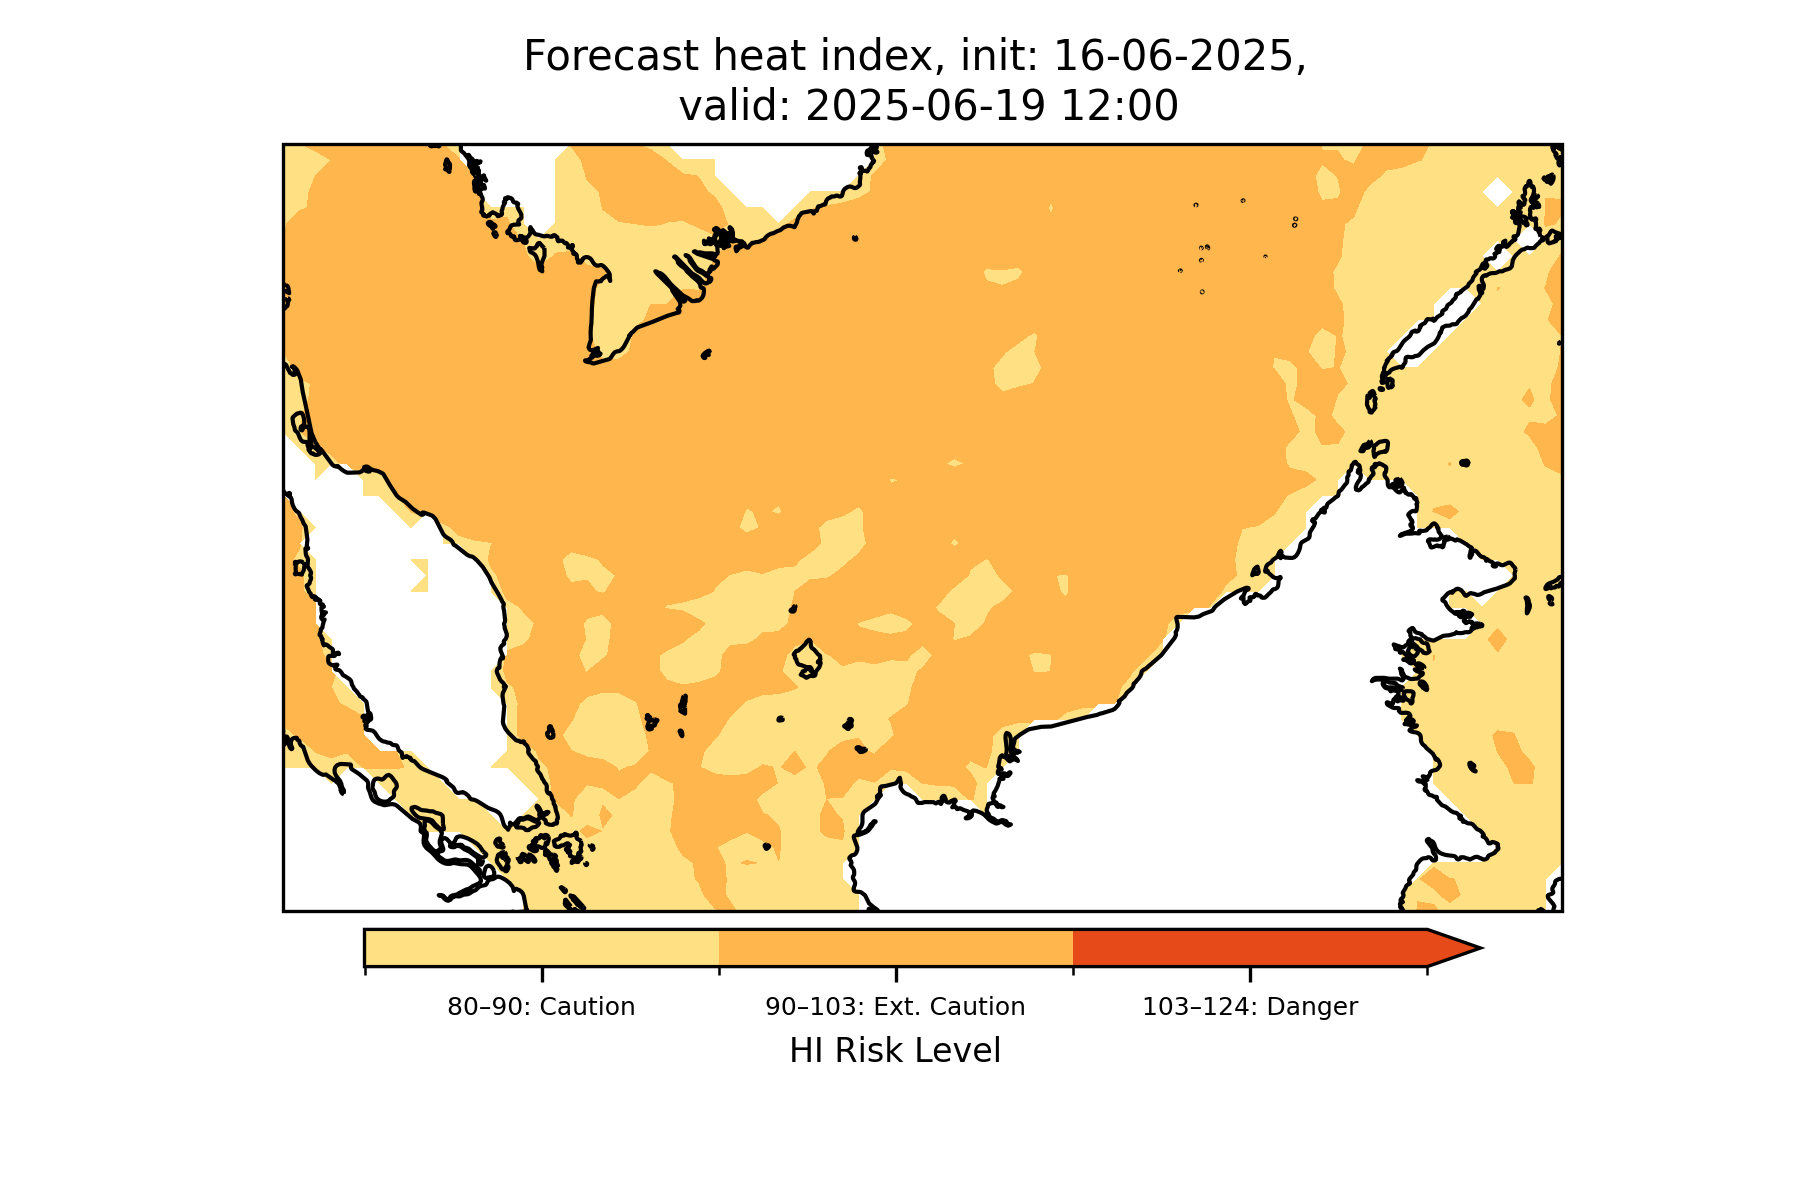 Forecast heat index, init: 16-06-2025,
valid: 2025-06-19 12:00
80–90: Caution
90–103: Ext. Caution
103–124: Danger
HI Risk Level